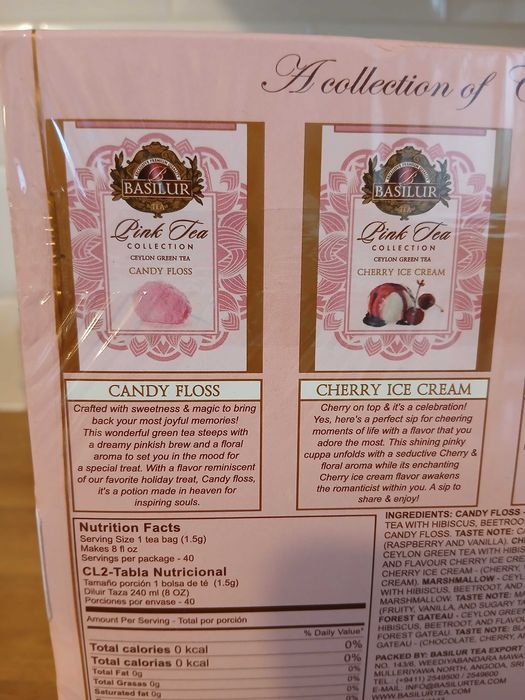 A collection of
BASILUR
TEA
Pink Tea
COLLECTION
CEYLON GREEN TEA
CANDY FLOSS
BASILUR
TEA
Pink Tea
COLLECTION
CEYLON GREEN TEA
CHERRY ICE CREAM
CANDY FLOSS
Crafted with sweetness & magic to bring
back your most joyful memories!
This wonderful green tea steeps with
a dreamy pinkish brew and a floral
aroma to set you in the mood for
a special treat. With a flavor reminiscent
of our favorite holiday treat, Candy floss,
it's a potion made in heaven for
inspiring souls.
CHERRY ICE CREAM
Cherry on top & it's a celebration!
Yes, here's a perfect sip for cheering
moments of life with a flavor that you
adore the most. This shining pinky
cuppa unfolds with a seductive Cherry &
floral aroma while its enchanting
Cherry ice cream flavor awakens
the romanticist within you. A sip to
share & enjoy!
Nutrition Facts
Serving Size 1 tea bag (1.5g)
Makes 8 fl oz
Servings per package - 40
CL2-Tabla Nutricional
Tamaño porción 1 bolsa de té (1.5g)
Diluir Taza 240 ml (8 OZ)
Porciones por envase - 40
Amount Per Serving - Total por porción
% Daily Value*
Total calories 0 kcal 0%
Total calorias 0 kcal 0%
Total Fat 0g 0%
Total Grasas 0g 0%
Saturated fat 0g
INGREDIENTS: CANDY FLOSS -
TEA WITH HIBISCUS, BEETROO
CANDY FLOSS. TASTE NOTE: CA
(RASPBERRY AND VANILLA). CH
CEYLON GREEN TEA WITH HIBIS
AND FLAVOUR CHERRY ICE CRE
CHERRY ICE CREAM - (CHERRY,
CREAM). MARSHMALLOW - CEYL
WITH HIBISCUS, BEETROOT, AND
MARSHMALLOW. TASTE NOTE: MA
(FRUITY, VANILLA, AND SUGARY T
FOREST GATEAU - CEYLON GREEN
HIBISCUS, BEETROOT, AND FLAVO
FOREST GATEAU. TASTE NOTE: BLA
GATEAU - (CHOCOLATE, CHERRY, A
PACKED BY: BASILUR TEA EXPORT
NO. 143/6, WEEDIYABANDARA MAWA
MULLERIYAWA NORTH, ANGODA, SRI
TEL.: (+9411) 2549500 / 2549600
E-MAIL: INFO@BASILURTEA.COM
WWW.BASILURTEA.COM